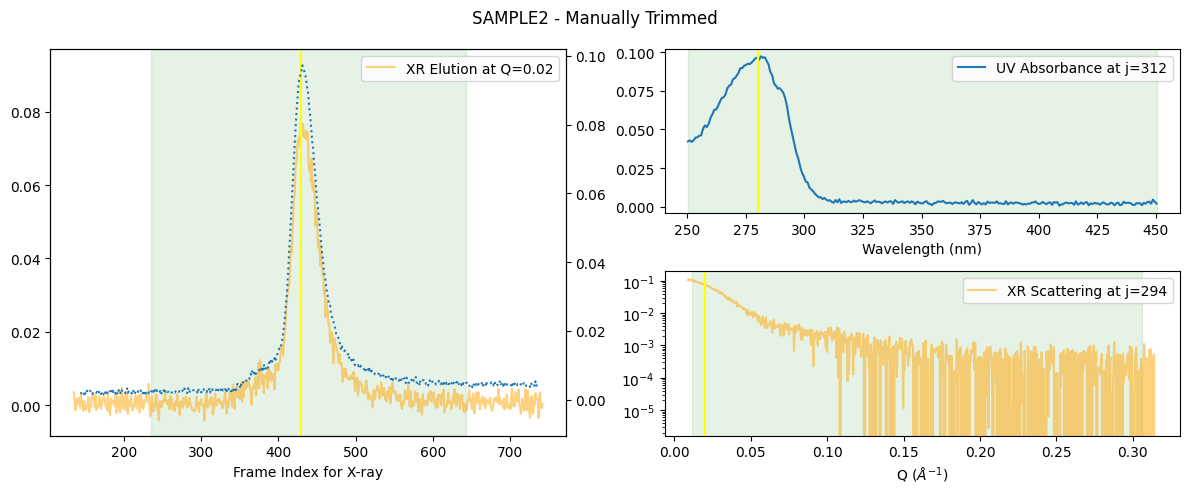 SAMPLE2 - Manually Trimmed
XR Elution at Q=0.02
0.08
0.06
0.04
0.02
0.00
0.10
0.08
0.06
0.04
0.02
0.00
200 300 400 500 600 700
Frame Index for X-ray
UV Absorbance at j=312
0.100
0.075
0.050
0.025
0.000
250 275 300 325 350 375 400 425 450
Wavelength (nm)
XR Scattering at j=294
10⁻¹
10⁻²
10⁻³
10⁻⁴
10⁻⁵
0.00 0.05 0.10 0.15 0.20 0.25 0.30
Q (Å⁻¹)